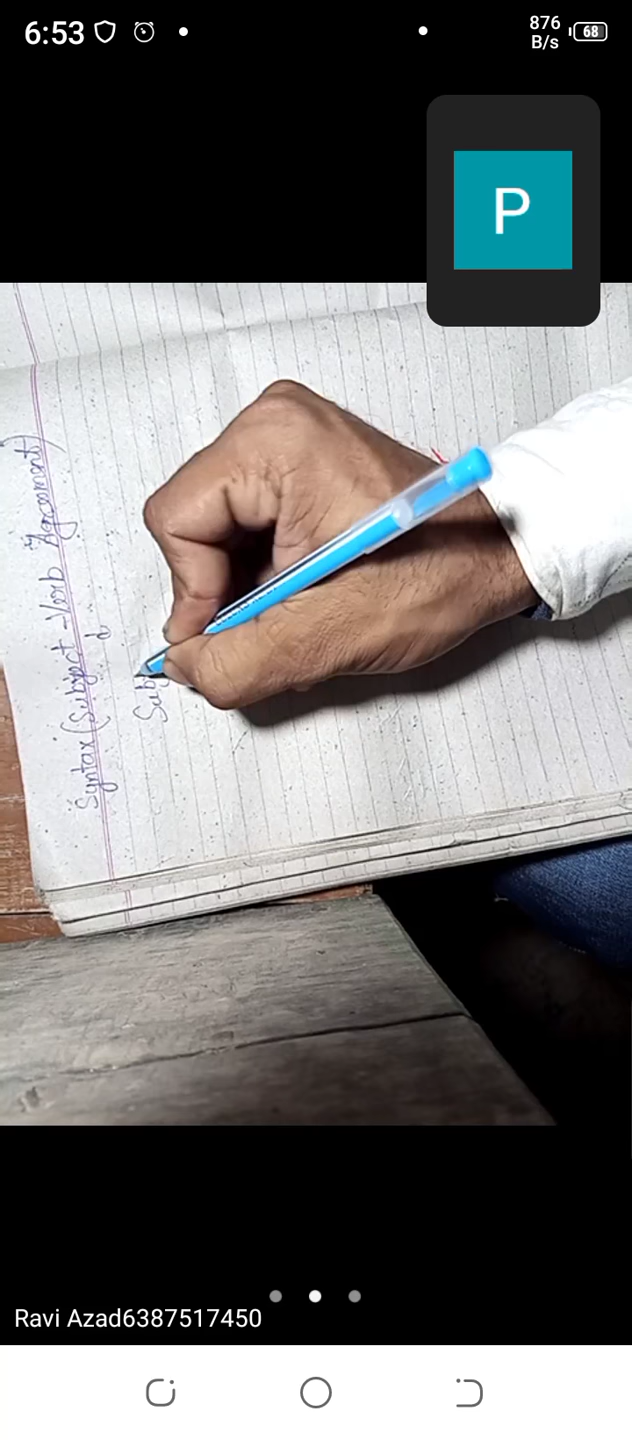 6:53
876
B/s
68
P
Syntax (Subject-Verb Agreement)
Sub
Ravi Azad6387517450